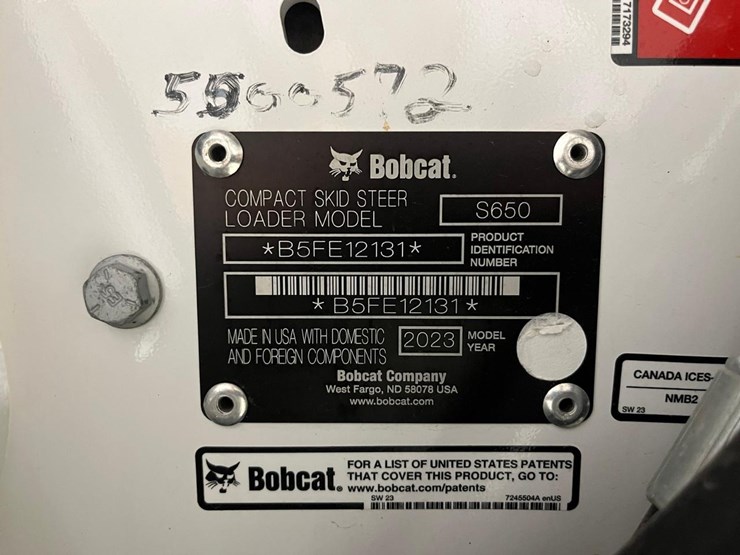 7173294
5560572
Bobcat.
COMPACT SKID STEER
LOADER MODEL
S650
*B5FE12131*
PRODUCT
IDENTIFICATION
NUMBER
*B5FE12131*
MADE IN USA WITH DOMESTIC
AND FOREIGN COMPONENTS
2023
MODEL
YEAR
Bobcat Company
West Fargo, ND 58078 USA
www.bobcat.com
CANADA ICES-
NMB2
SW 23
Bobcat®
FOR A LIST OF UNITED STATES PATENTS
THAT COVER THIS PRODUCT, GO TO:
www.bobcat.com/patents
SW 23
7245504A enUS